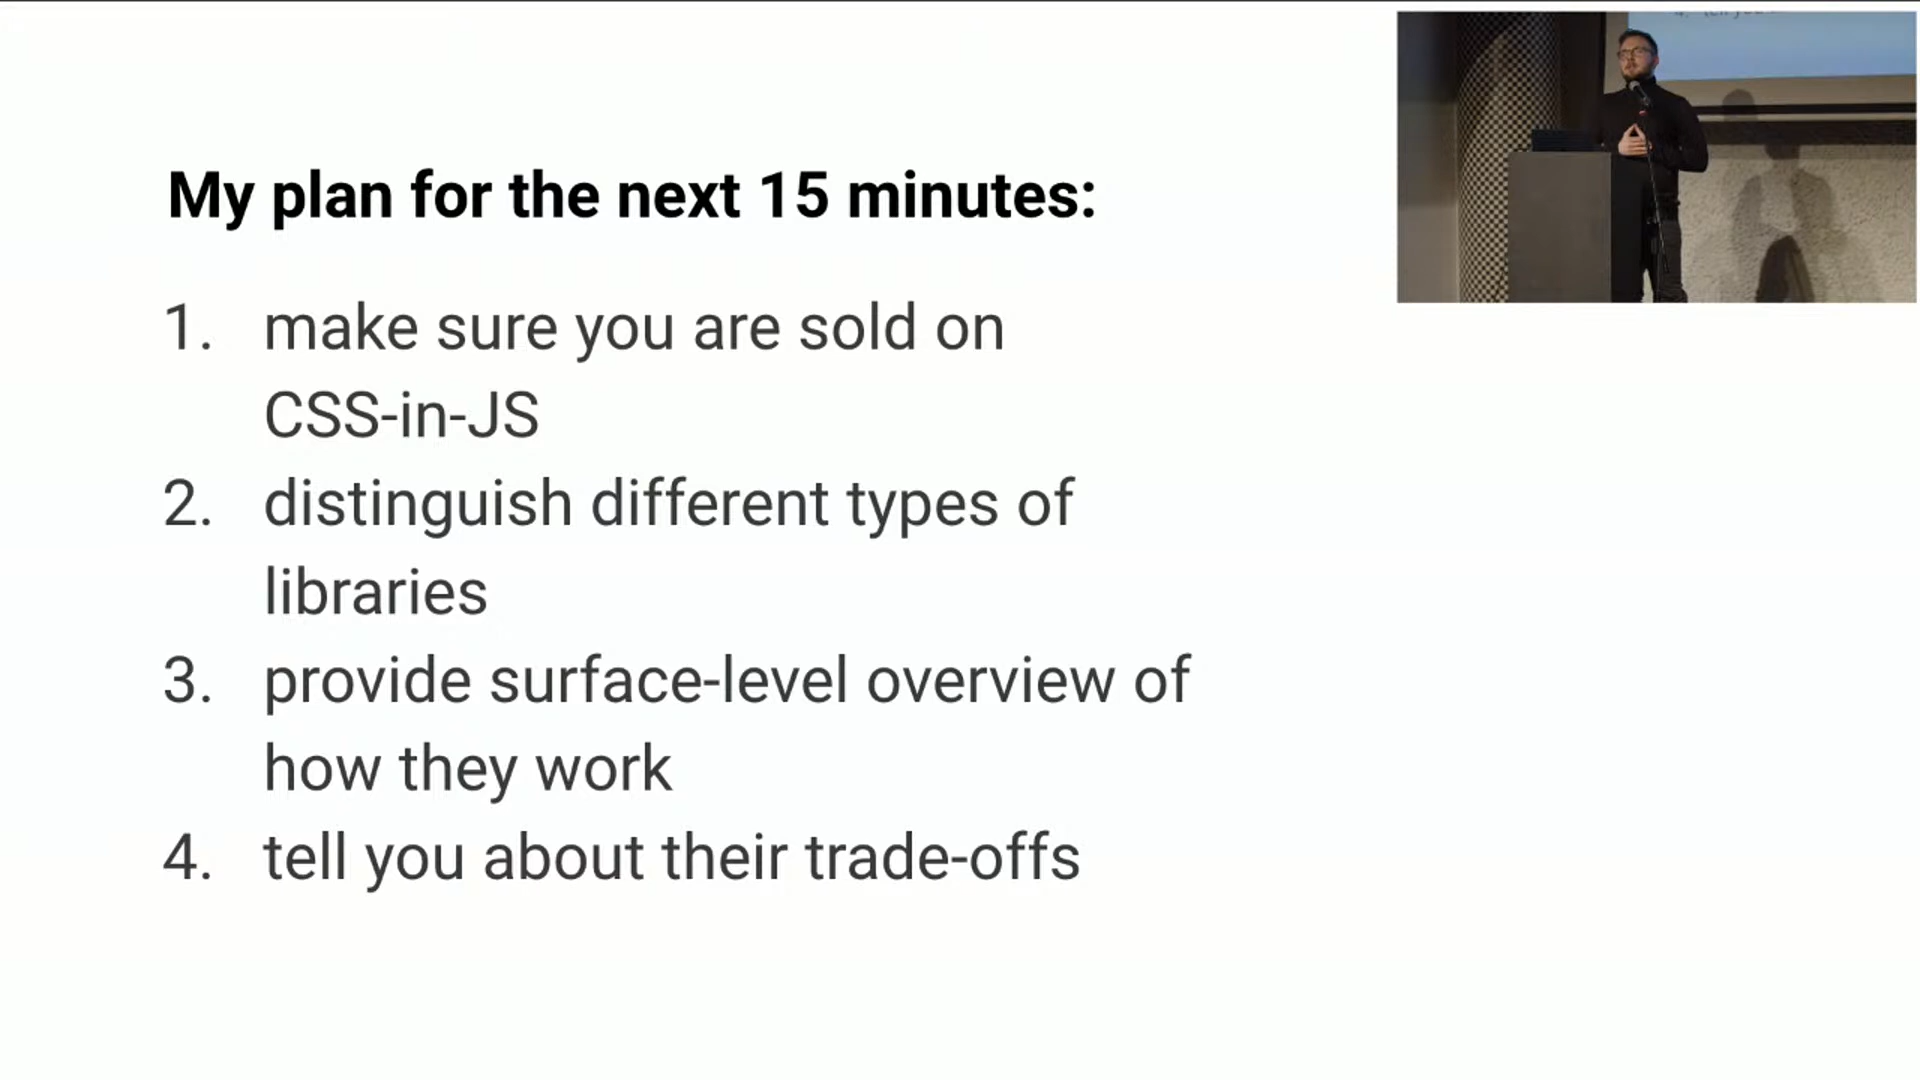 My plan for the next 15 minutes:
1. make sure you are sold on
CSS-in-JS
2. distinguish different types of
libraries
3. provide surface-level overview of
how they work
4. tell you about their trade-offs